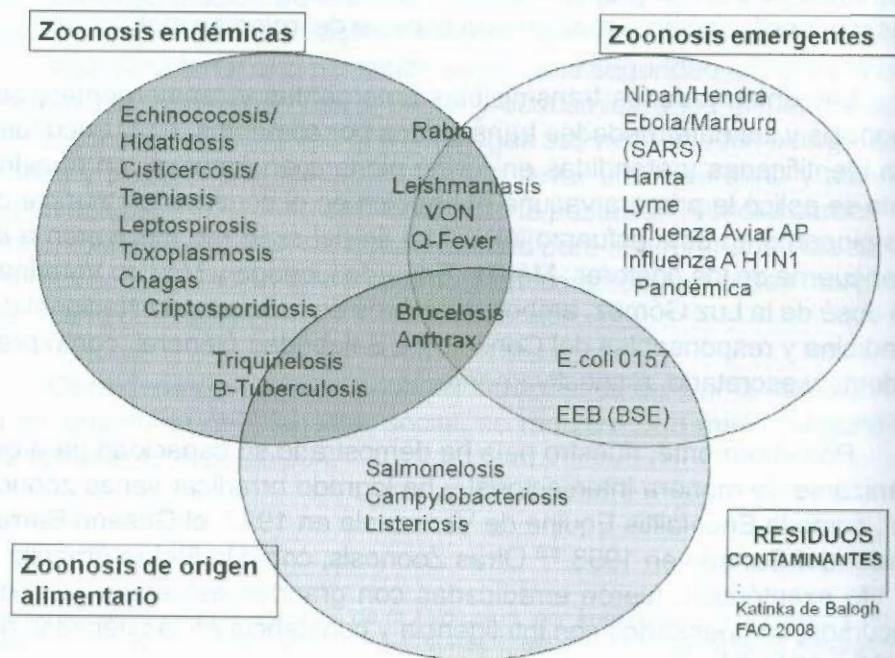 Zoonosis endémicas
Zoonosis emergentes
Echinococosis/
Hidatidosis
Cisticercosis/
Taeniasis
Leptospirosis
Toxoplasmosis
Chagas
Criptosporidiosis
Rabia
Leishmaniasis
VON
Q-Fever
Nipah/Hendra
Ebola/Marburg
(SARS)
Hanta
Lyme
Influenza Aviar AP
Influenza A H1N1
Pandémica
Brucelosis
Anthrax
Triquinelosis
B-Tuberculosis
E.coli 0157
EEB (BSE)
Salmonelosis
Campylobacteriosis
Listeriosis
Zoonosis de origen
alimentario
RESIDUOS
CONTAMINANTES
Katinka de Balogh
FAO 2008